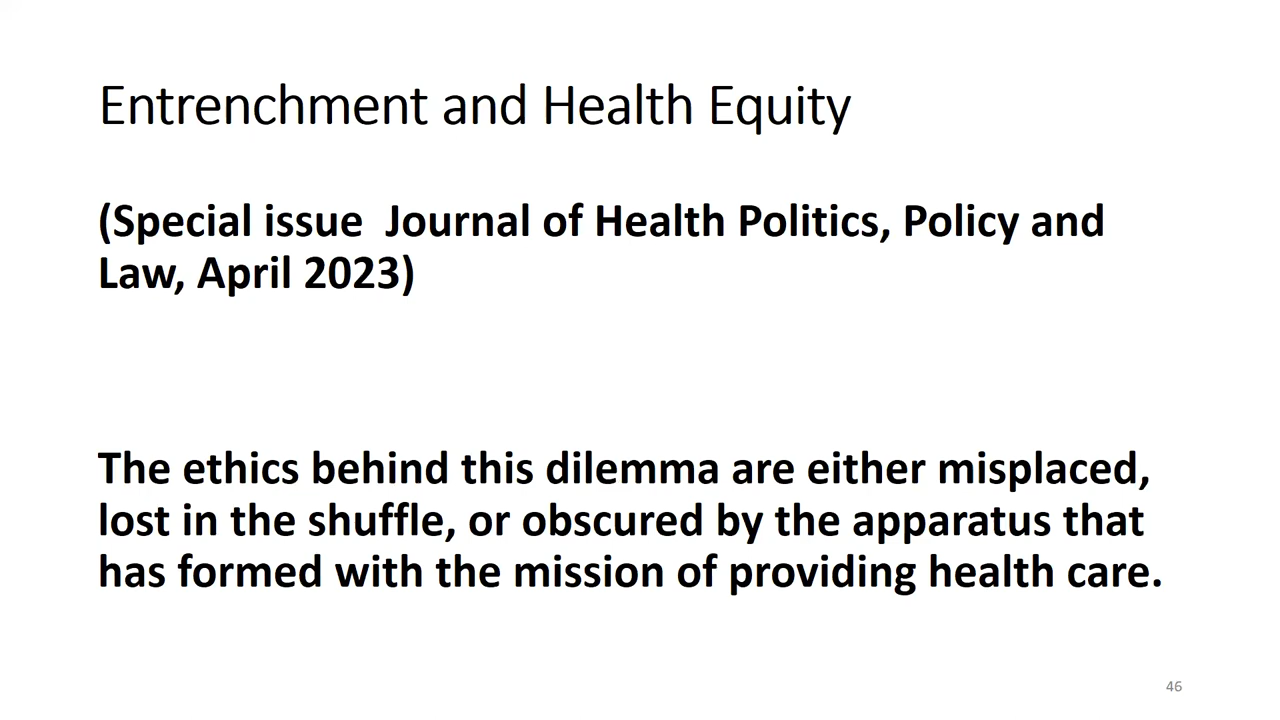 Entrenchment and Health Equity
(Special issue  Journal of Health Politics, Policy and
Law, April 2023)
The ethics behind this dilemma are either misplaced,
lost in the shuffle, or obscured by the apparatus that
has formed with the mission of providing health care.
46